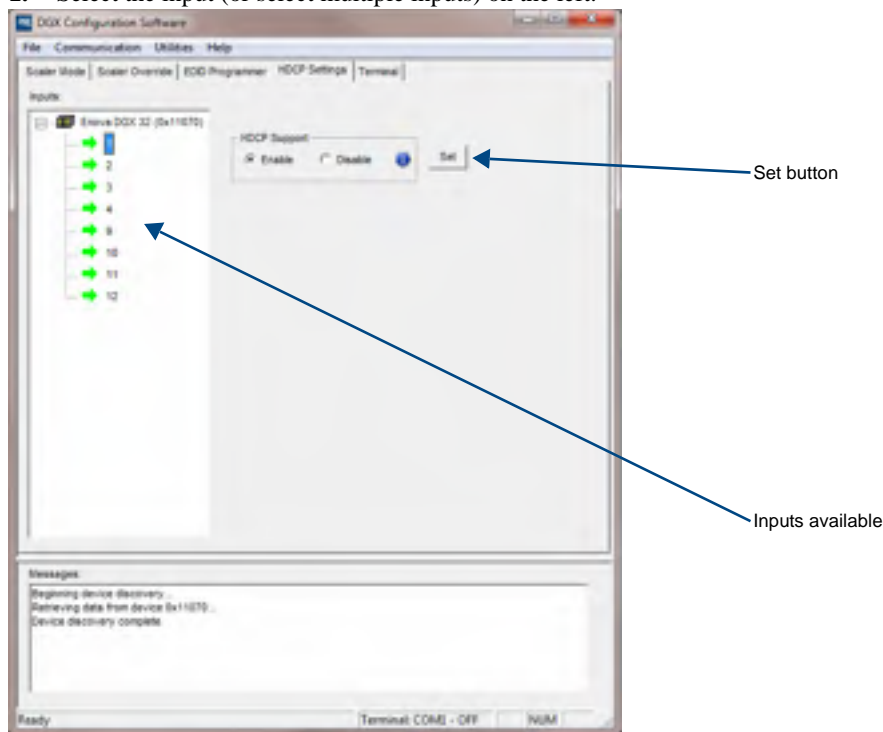 2. Select the input (or select multiple inputs) on the left.
DGX Configuration Software
File Communication Utilities Help
Scaler Mode Scaler Override EDID Programmer HDCP Settings Terminal
Inputs:
Enova DGX 32 (0x11070)
1
2
3
4
9
10
11
12
HDCP Support
Enable Disable
Set
Set button
Inputs available
Messages:
Beginning device discovery...
Retrieving data from device 0x11070...
Device discovery complete.
Ready Terminal: COM1 - OFF NUM